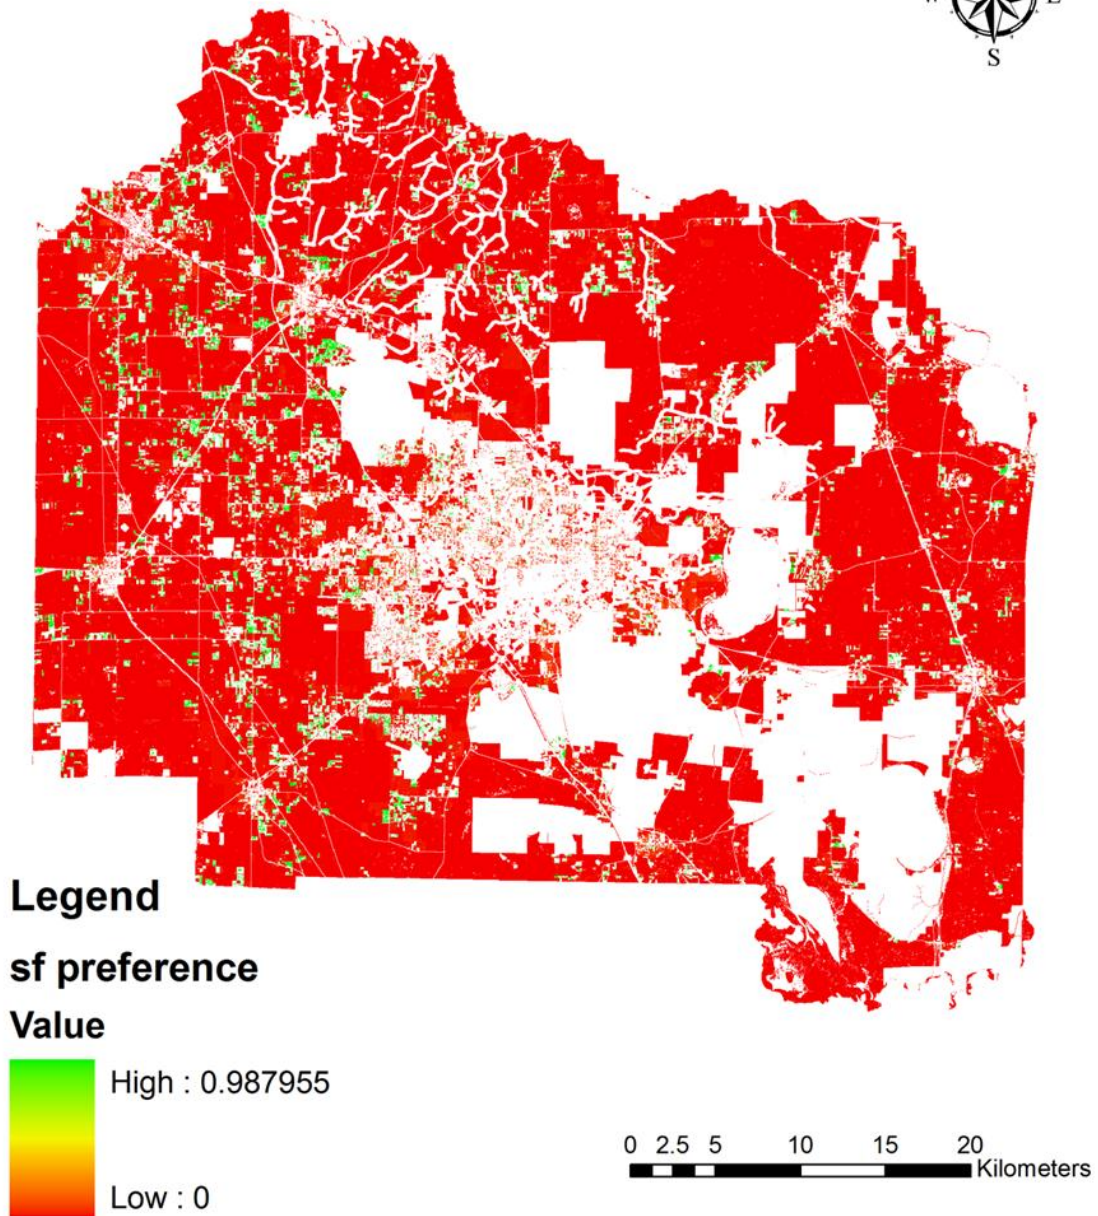 W E
S
Legend
sf preference
Value
High : 0.987955
Low : 0
0 2.5 5 10 15 20
Kilometers